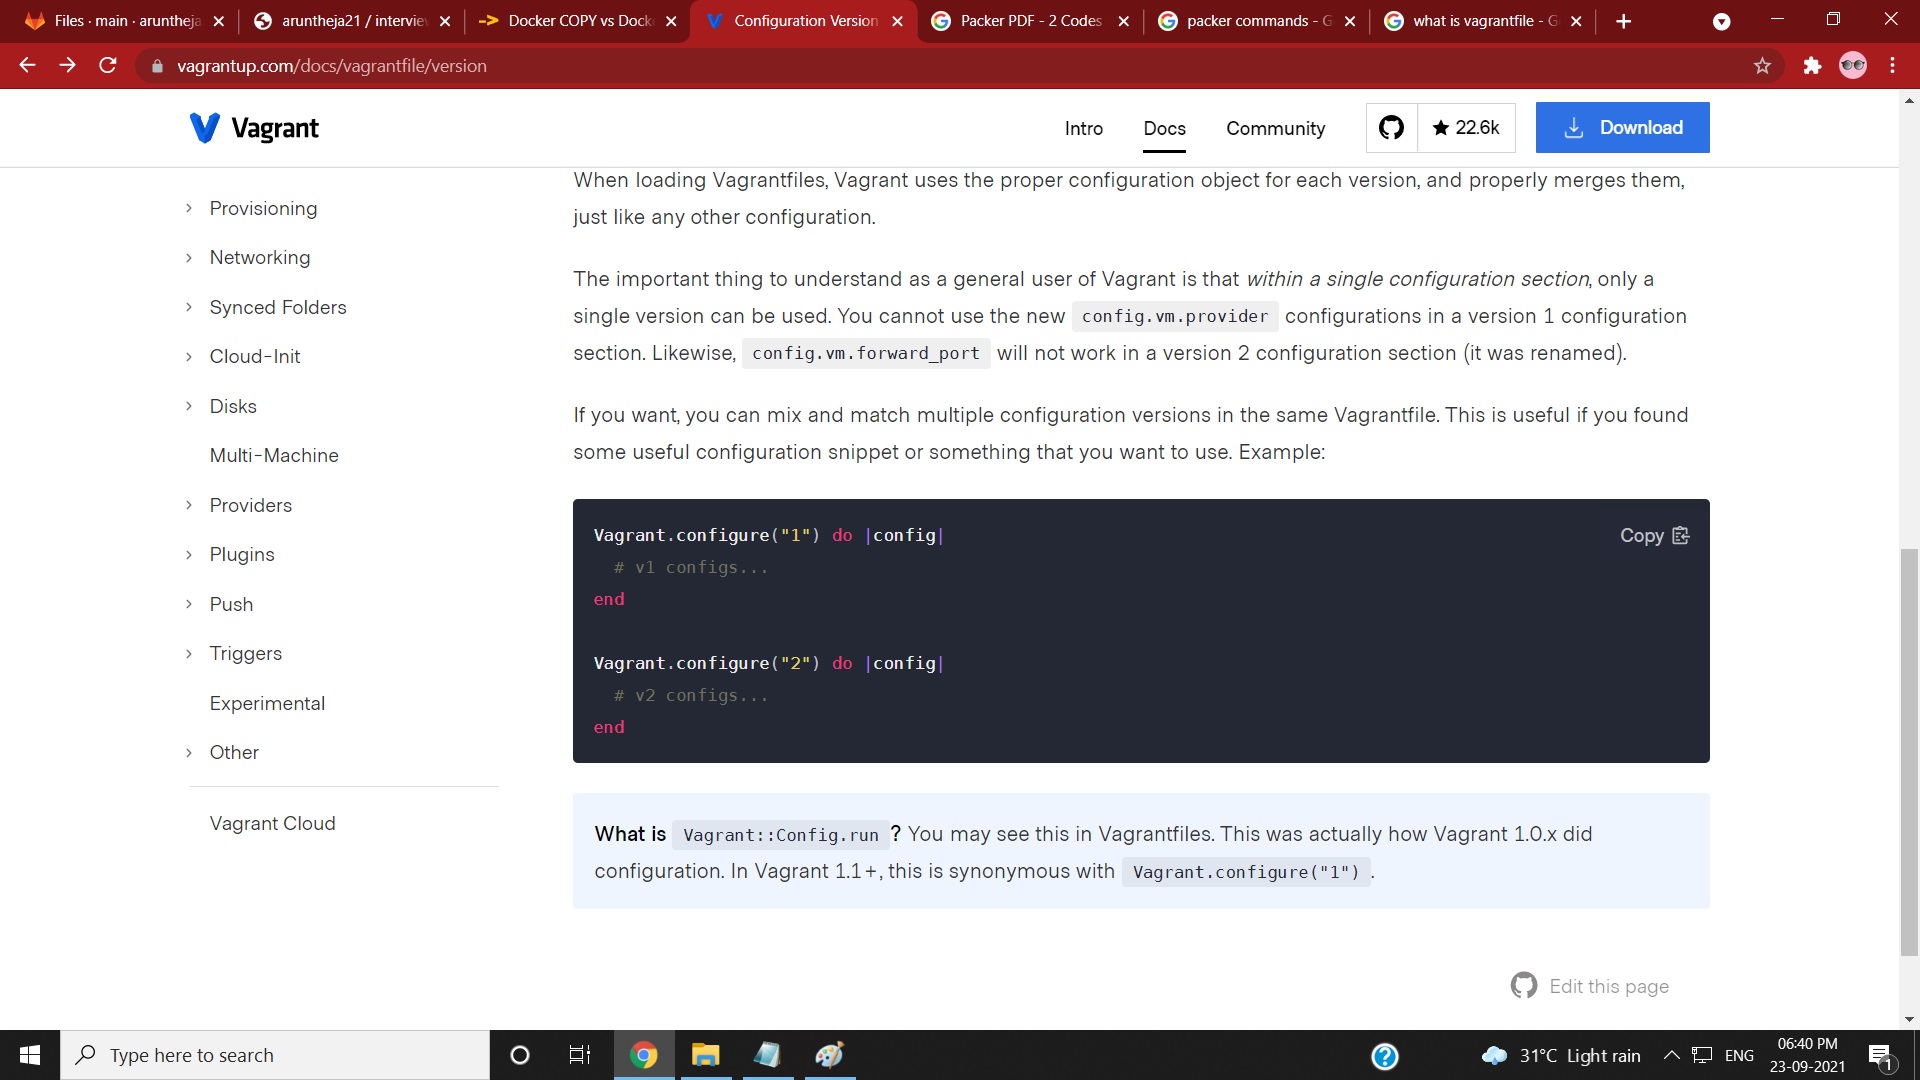 Files · main · aruntheja
aruntheja21 / interview
Docker COPY vs Docke
Configuration Version
Packer PDF - 2 Codes
packer commands - G
what is vagrantfile - G
vagrantup.com/docs/vagrantfile/version
Vagrant
Intro
Docs
Community
22.6k
Download
Provisioning
Networking
Synced Folders
Cloud-Init
Disks
Multi-Machine
Providers
Plugins
Push
Triggers
Experimental
Other
Vagrant Cloud
When loading Vagrantfiles, Vagrant uses the proper configuration object for each version, and properly merges them,
just like any other configuration.
The important thing to understand as a general user of Vagrant is that within a single configuration section, only a
single version can be used. You cannot use the new config.vm.provider configurations in a version 1 configuration
section. Likewise, config.vm.forward_port will not work in a version 2 configuration section (it was renamed).
If you want, you can mix and match multiple configuration versions in the same Vagrantfile. This is useful if you found
some useful configuration snippet or something that you want to use. Example:
Copy
Vagrant.configure("1") do |config|
# v1 configs...
end
Vagrant.configure("2") do |config|
# v2 configs...
end
What is Vagrant::Config.run? You may see this in Vagrantfiles. This was actually how Vagrant 1.0.x did
configuration. In Vagrant 1.1+, this is synonymous with Vagrant.configure("1").
Edit this page
Type here to search
31°C Light rain
ENG
06:40 PM
23-09-2021
1